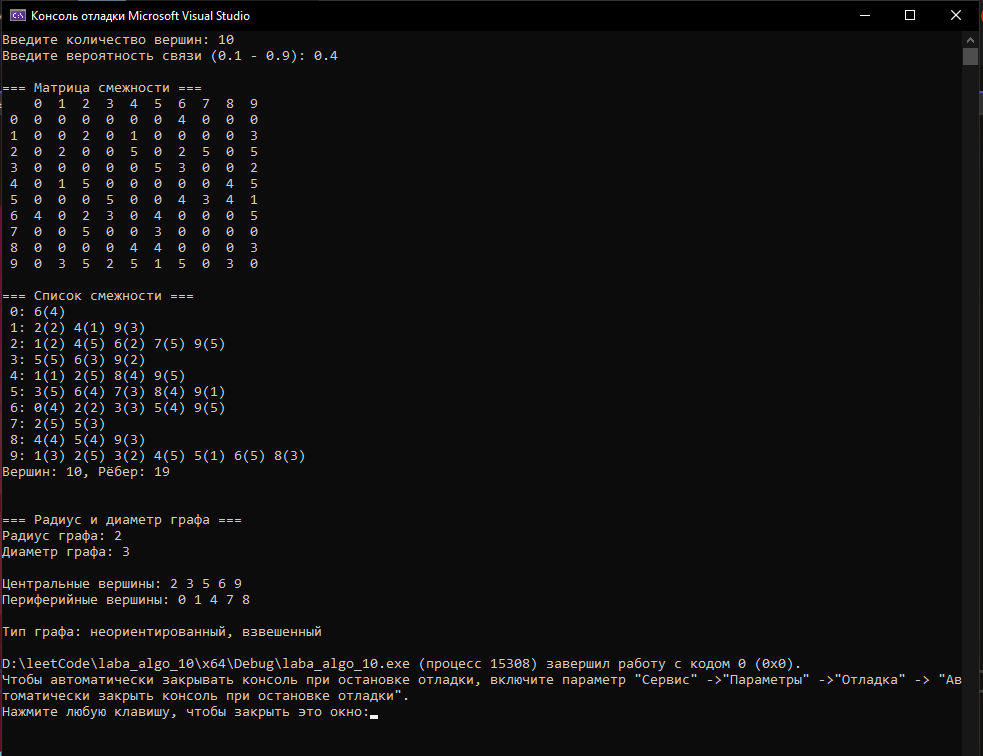 Консоль отладки Microsoft Visual Studio
Введите количество вершин: 10
Введите вероятность связи (0.1 - 0.9): 0.4
=== Матрица смежности ===
0 1 2 3 4 5 6 7 8 9
0 0 0 0 0 0 0 4 0 0 0
1 0 0 2 0 1 0 0 0 0 3
2 0 2 0 0 5 0 2 5 0 5
3 0 0 0 0 0 5 3 0 0 2
4 0 1 5 0 0 0 0 0 4 5
5 0 0 0 5 0 0 4 3 4 1
6 4 0 2 3 0 4 0 0 0 5
7 0 0 5 0 0 3 0 0 0 0
8 0 0 0 0 4 4 0 0 0 3
9 0 3 5 2 5 1 5 0 3 0
=== Список смежности ===
0: 6(4)
1: 2(2) 4(1) 9(3)
2: 1(2) 4(5) 6(2) 7(5) 9(5)
3: 5(5) 6(3) 9(2)
4: 1(1) 2(5) 8(4) 9(5)
5: 3(5) 6(4) 7(3) 8(4) 9(1)
6: 0(4) 2(2) 3(3) 5(4) 9(5)
7: 2(5) 5(3)
8: 4(4) 5(4) 9(3)
9: 1(3) 2(5) 3(2) 4(5) 5(1) 6(5) 8(3)
Вершин: 10, Рёбер: 19
=== Радиус и диаметр графа ===
Радиус графа: 2
Диаметр графа: 3
Центральные вершины: 2 3 5 6 9
Периферийные вершины: 0 1 4 7 8
Тип графа: неориентированный, взвешенный
D:\leetCode\laba_algo_10\x64\Debug\laba_algo_10.exe (процесс 15308) завершил работу с кодом 0 (0x0).
Чтобы автоматически закрывать консоль при остановке отладки, включите параметр "Сервис" ->"Параметры" ->"Отладка" -> "Ав
томатически закрыть консоль при остановке отладки".
Нажмите любую клавишу, чтобы закрыть это окно: